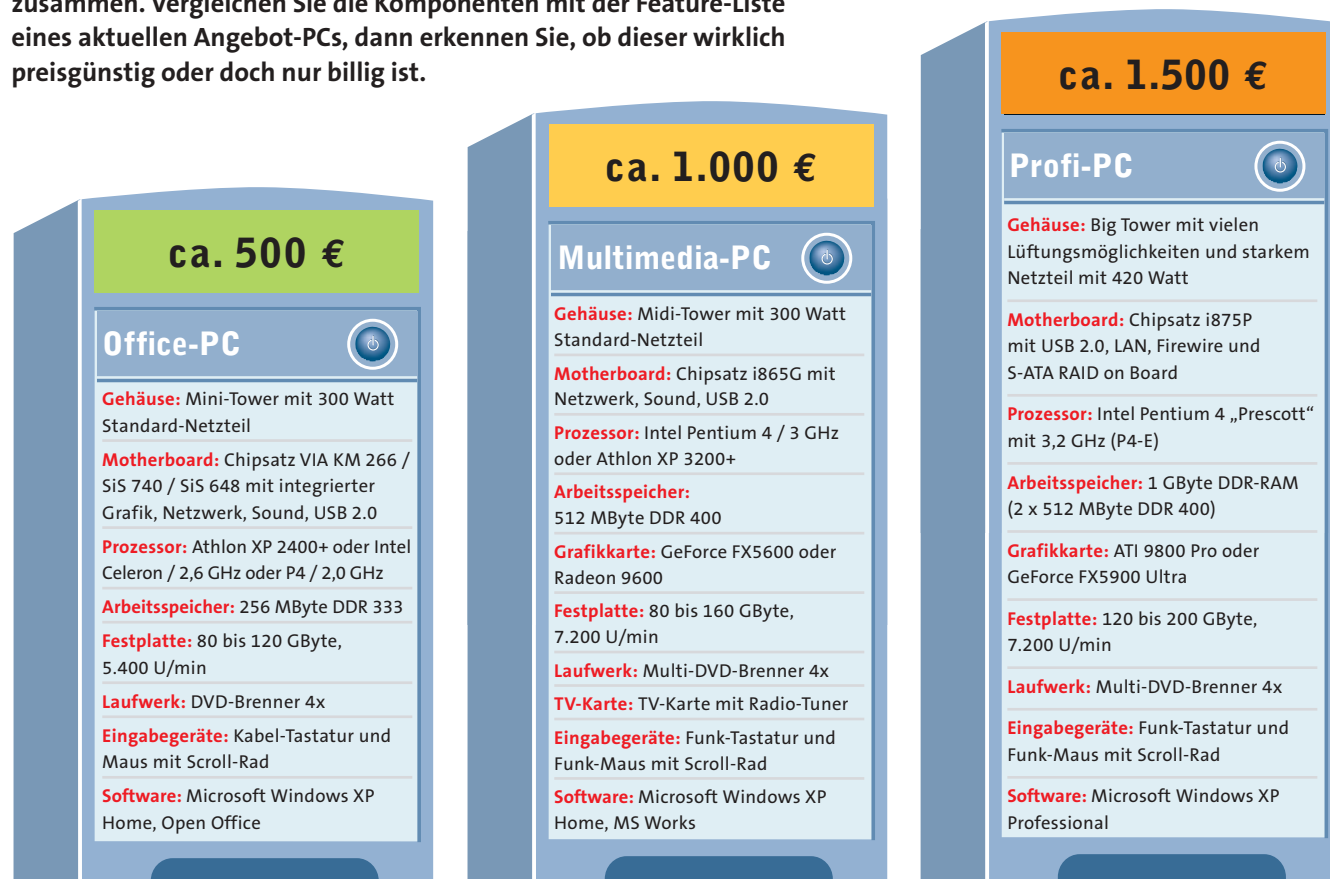 zusammen. Vergleichen Sie die Komponenten mit der Feature-Liste
eines aktuellen Angebot-PCs, dann erkennen Sie, ob dieser wirklich
preisgünstig oder doch nur billig ist.
ca. 500 €
Office-PC
Gehäuse: Mini-Tower mit 300 Watt
Standard-Netzteil
Motherboard: Chipsatz VIA KM 266 /
SiS 740 / SiS 648 mit integrierter
Grafik, Netzwerk, Sound, USB 2.0
Prozessor: Athlon XP 2400+ oder Intel
Celeron / 2,6 GHz oder P4 / 2,0 GHz
Arbeitsspeicher: 256 MByte DDR 333
Festplatte: 80 bis 120 GByte,
5.400 U/min
Laufwerk: DVD-Brenner 4x
Eingabegeräte: Kabel-Tastatur und
Maus mit Scroll-Rad
Software: Microsoft Windows XP
Home, Open Office
ca. 1.000 €
Multimedia-PC
Gehäuse: Midi-Tower mit 300 Watt
Standard-Netzteil
Motherboard: Chipsatz i865G mit
Netzwerk, Sound, USB 2.0
Prozessor: Intel Pentium 4 / 3 GHz
oder Athlon XP 3200+
Arbeitsspeicher:
512 MByte DDR 400
Grafikkarte: GeForce FX5600 oder
Radeon 9600
Festplatte: 80 bis 160 GByte,
7.200 U/min
Laufwerk: Multi-DVD-Brenner 4x
TV-Karte: TV-Karte mit Radio-Tuner
Eingabegeräte: Funk-Tastatur und
Funk-Maus mit Scroll-Rad
Software: Microsoft Windows XP
Home, MS Works
ca. 1.500 €
Profi-PC
Gehäuse: Big Tower mit vielen
Lüftungsmöglichkeiten und starkem
Netzteil mit 420 Watt
Motherboard: Chipsatz i875P
mit USB 2.0, LAN, Firewire und
S-ATA RAID on Board
Prozessor: Intel Pentium 4 „Prescott“
mit 3,2 GHz (P4-E)
Arbeitsspeicher: 1 GByte DDR-RAM
(2 x 512 MByte DDR 400)
Grafikkarte: ATI 9800 Pro oder
GeForce FX5900 Ultra
Festplatte: 120 bis 200 GByte,
7.200 U/min
Laufwerk: Multi-DVD-Brenner 4x
Eingabegeräte: Funk-Tastatur und
Funk-Maus mit Scroll-Rad
Software: Microsoft Windows XP
Professional